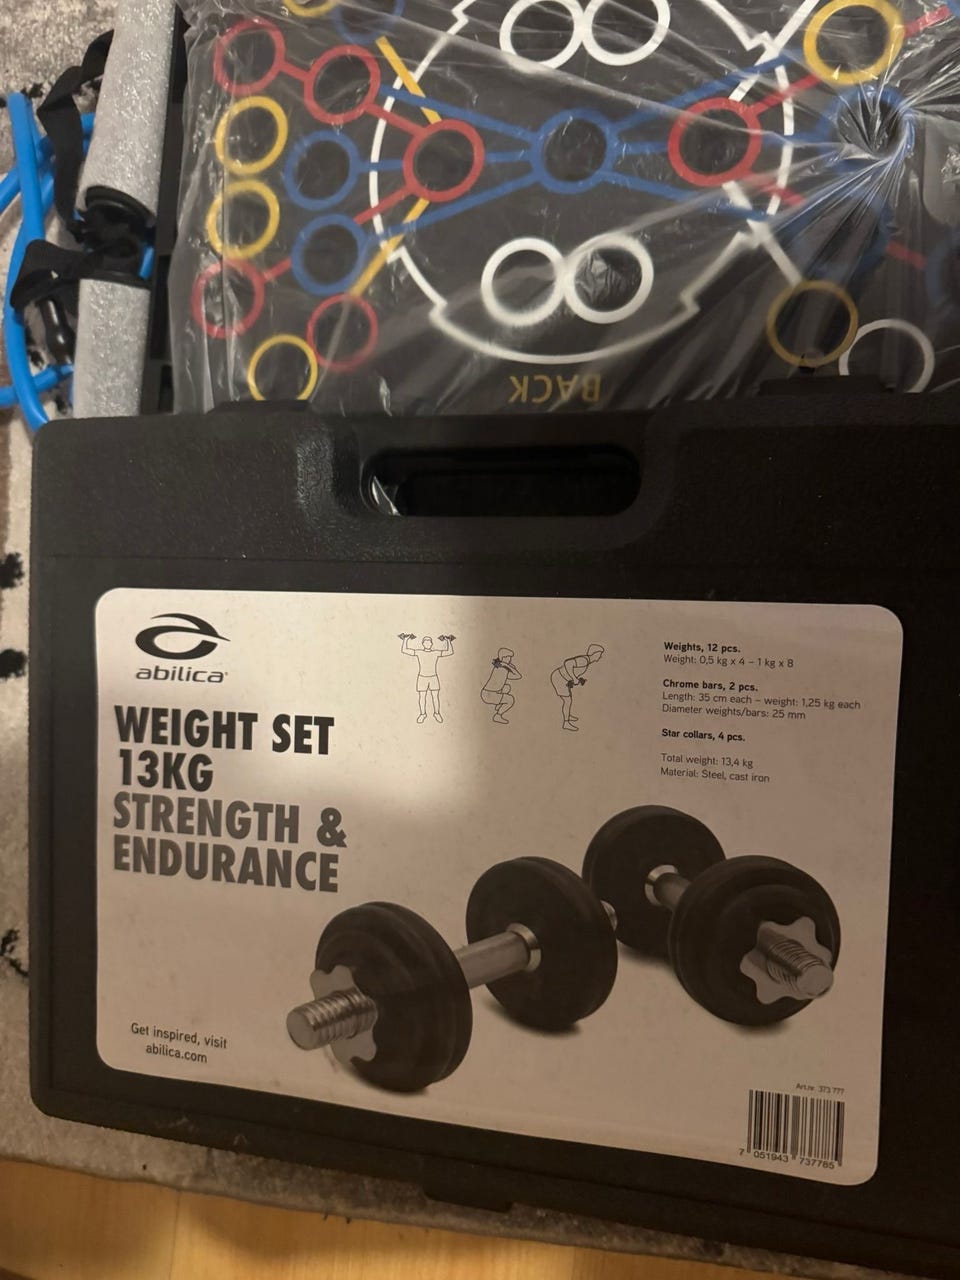 BACK
abilica
WEIGHT SET
13KG
STRENGTH &
ENDURANCE
Weights, 12 pcs.
Weight: 0,5 kg x 4 – 1 kg x 8
Chrome bars, 2 pcs.
Length: 35 cm each – weight: 1,25 kg each
Diameter weights/bars: 25 mm
Star collars, 4 pcs.
Total weight: 13,4 kg
Material: Steel, cast iron
Get inspired, visit
abilica.com
Art.nr. 373 777
7 051943 737785